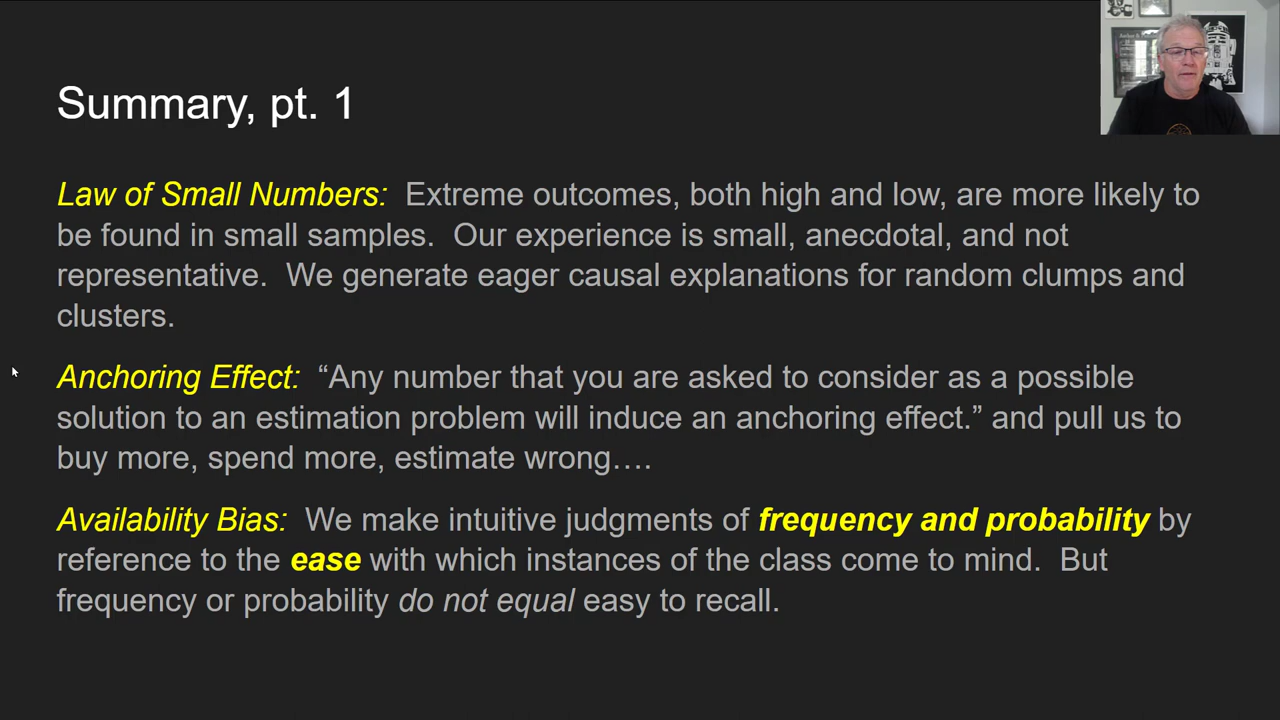 Summary, pt. 1
Law of Small Numbers:  Extreme outcomes, both high and low, are more likely to
be found in small samples.  Our experience is small, anecdotal, and not
representative.  We generate eager causal explanations for random clumps and
clusters.
Anchoring Effect:  “Any number that you are asked to consider as a possible
solution to an estimation problem will induce an anchoring effect.” and pull us to
buy more, spend more, estimate wrong….
Availability Bias:  We make intuitive judgments of frequency and probability by
reference to the ease with which instances of the class come to mind.  But
frequency or probability do not equal easy to recall.